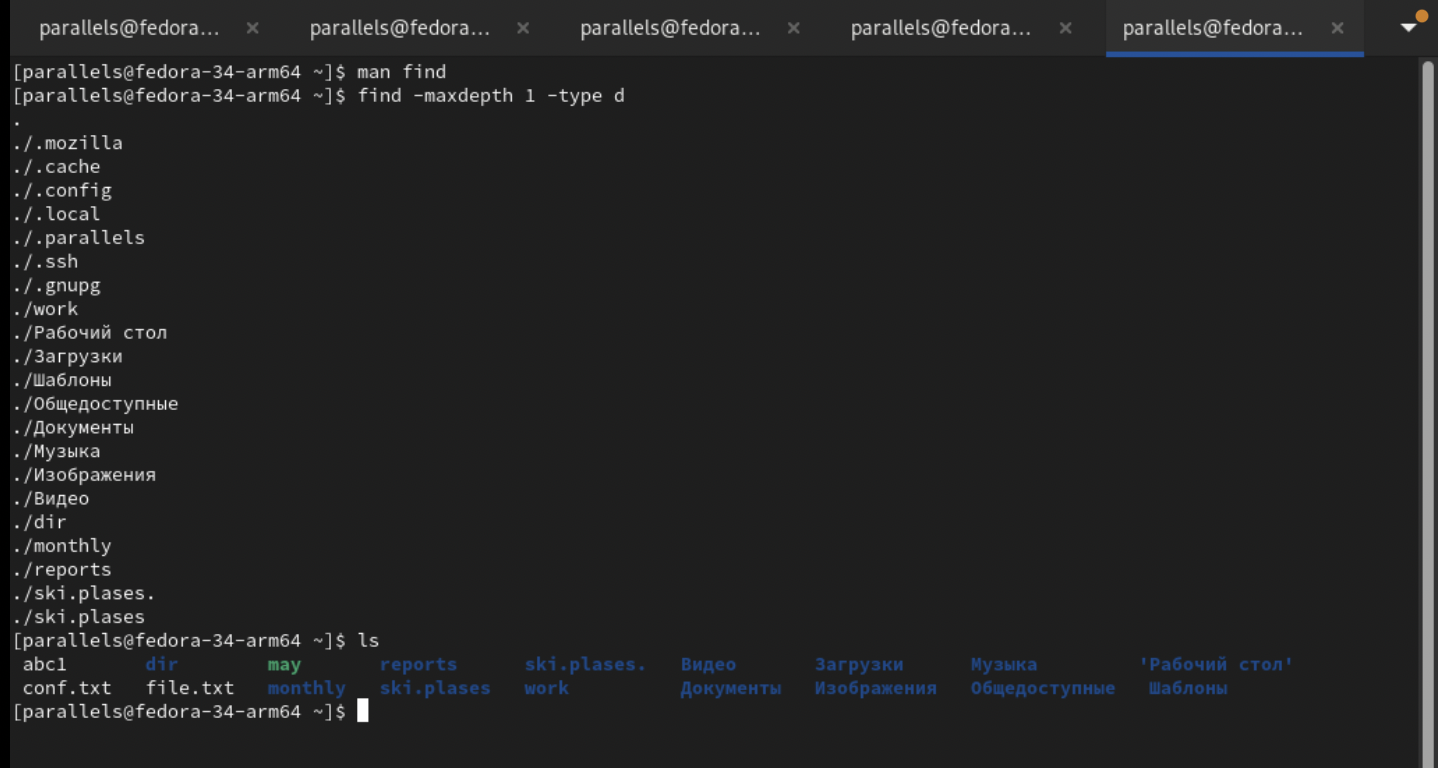 parallels@fedora... × parallels@fedora... × parallels@fedora... × parallels@fedora... × parallels@fedora... ×
[parallels@fedora-34-arm64 ~]$ man find
[parallels@fedora-34-arm64 ~]$ find -maxdepth 1 -type d
.
./.mozilla
./.cache
./.config
./.local
./.parallels
./.ssh
./.gnupg
./work
./Рабочий стол
./Загрузки
./Шаблоны
./Общедоступные
./Документы
./Музыка
./Изображения
./Видео
./dir
./monthly
./reports
./ski.plases.
./ski.plases
[parallels@fedora-34-arm64 ~]$ ls
abc1 dir may reports ski.plases. Видео Загрузки Музыка 'Рабочий стол'
conf.txt file.txt monthly ski.plases work Документы Изображения Общедоступные Шаблоны
[parallels@fedora-34-arm64 ~]$